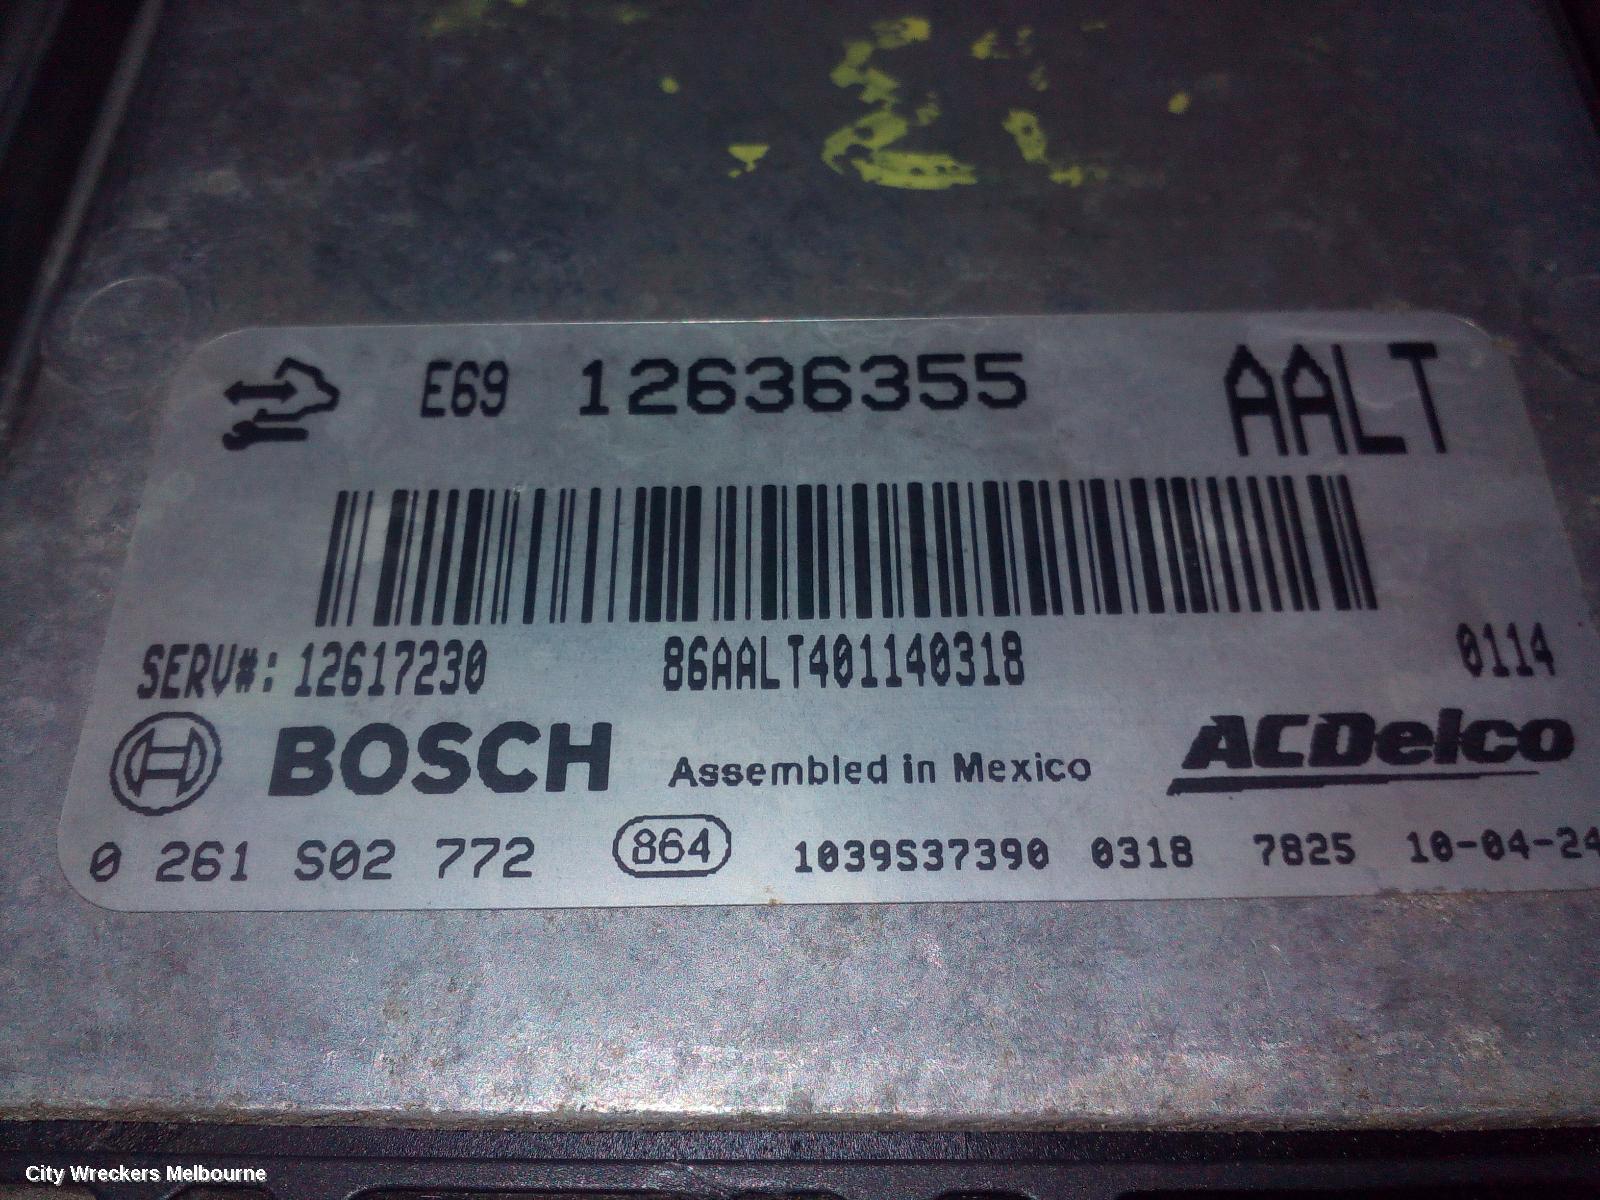 E69 12636355 AALT
SERV#: 12617230 86AALT401140318 0114
BOSCH Assembled in Mexico ACDelco
0 261 S02 772 864 1039S37390 0318 7825 10-04-24
City Wreckers Melbourne